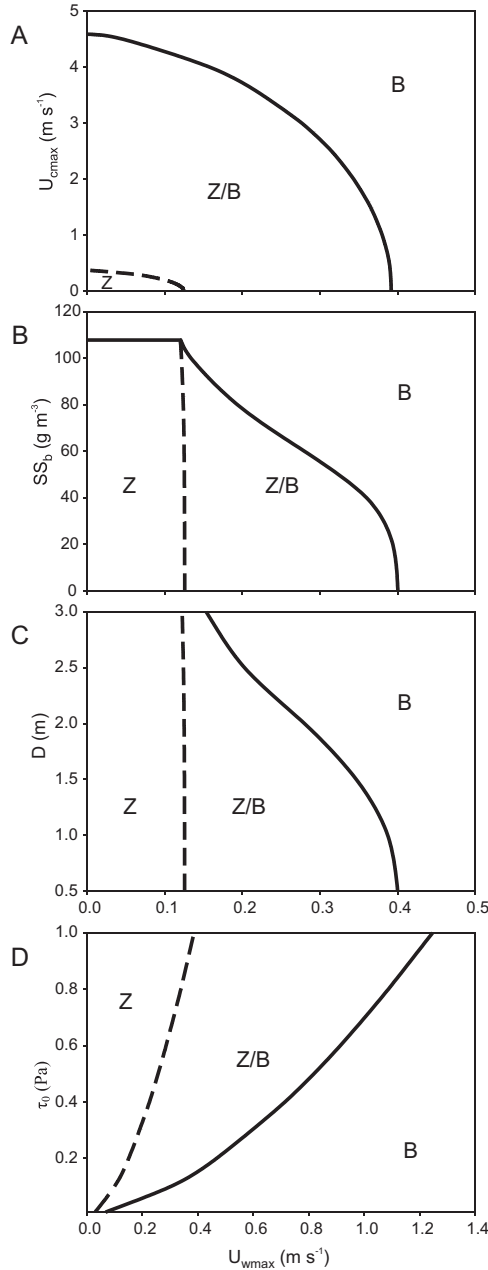 A
5
4
3
2
1
0
U_cmax (m s⁻¹)
B
Z/B
Z
B
120
100
80
60
40
20
0
SS_b (g m⁻³)
B
Z
Z/B
C
3.0
2.5
2.0
1.5
1.0
0.5
D (m)
B
Z
Z/B
0.0 0.1 0.2 0.3 0.4 0.5
D
1.0
0.8
0.6
0.4
0.2
τ₀ (Pa)
Z
Z/B
B
0.0 0.2 0.4 0.6 0.8 1.0 1.2 1.4
U_wmax (m s⁻¹)